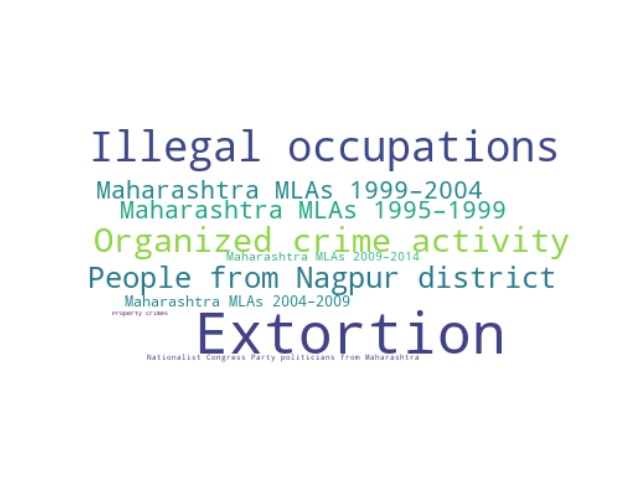 Illegal occupations
Maharashtra MLAs 1999–2004
Maharashtra MLAs 1995–1999
Organized crime activity
Maharashtra MLAs 2009–2014
People from Nagpur district
Maharashtra MLAs 2004–2009
Property crimes
Extortion
Nationalist Congress Party politicians from Maharashtra